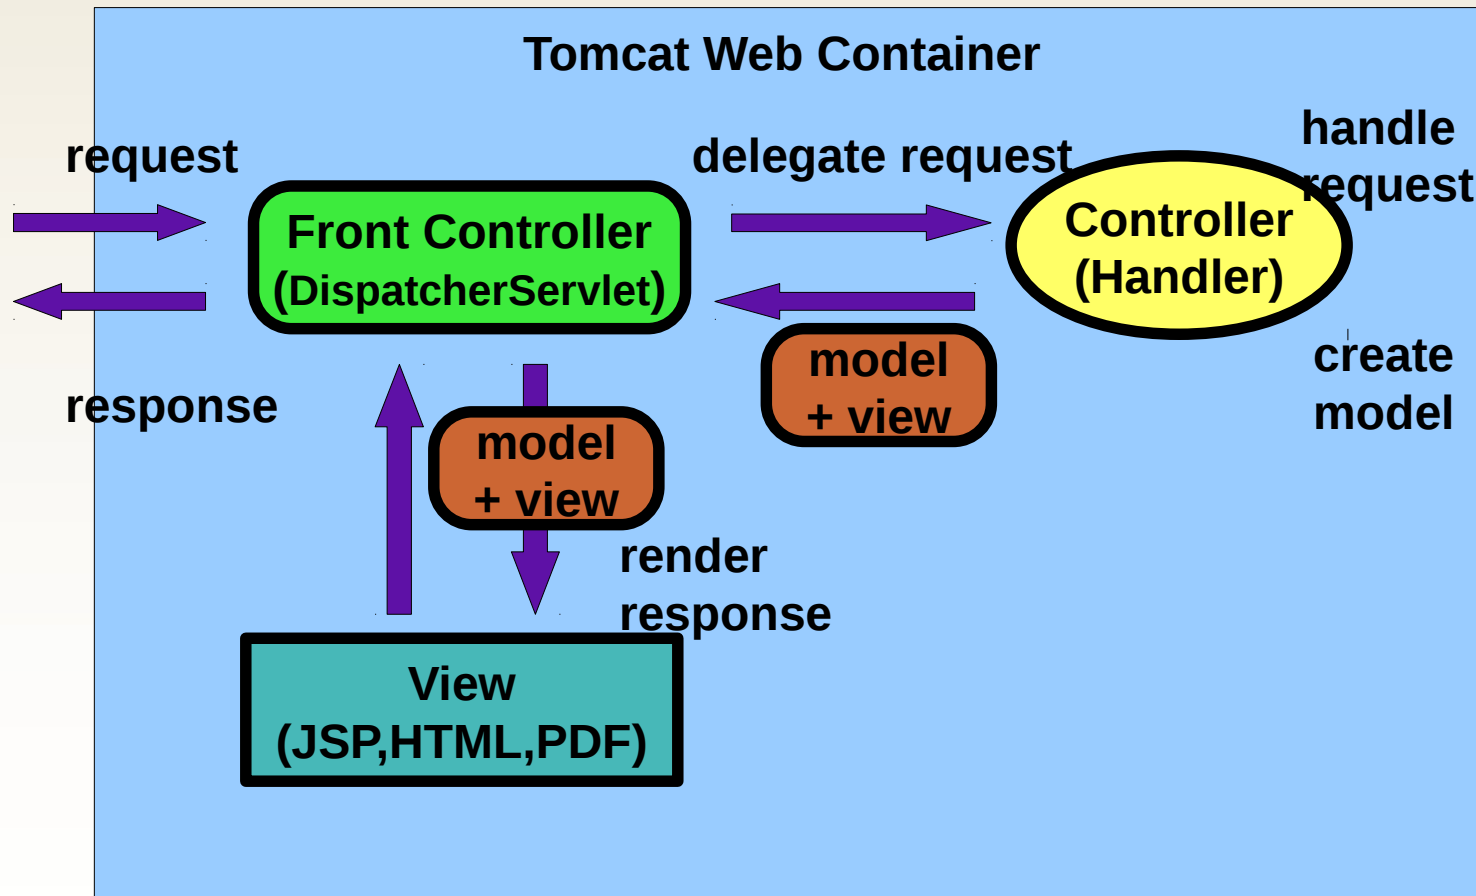 Tomcat Web Container
request
delegate request
handle
request
Front Controller
(DispatcherServlet)
Controller
(Handler)
response
model
+ view
create
model
model
+ view
render
response
View
(JSP,HTML,PDF)